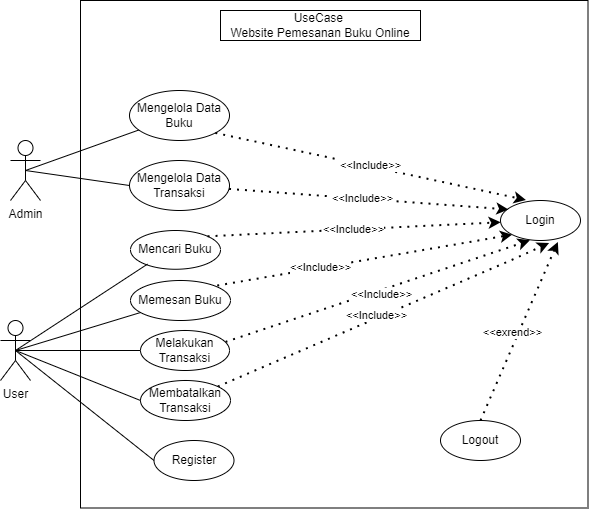 UseCase
Website Pemesanan Buku Online
Mengelola Data
Buku
<<Include>>
Mengelola Data
Transaksi
<<Include>>
Admin
Login
Mencari Buku
<<Include>>
<<Include>>
Memesan Buku
<<Include>>
<<Include>>
Melakukan
Transaksi
<<exrend>>
User
Membatalkan
Transaksi
Register
Logout